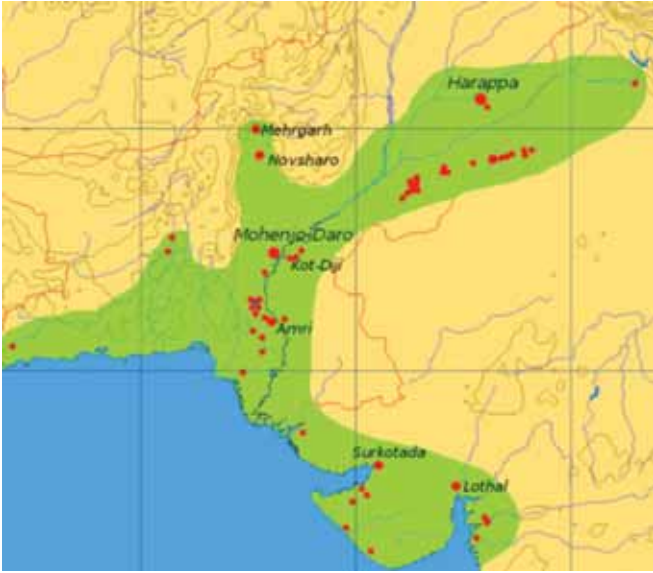 Harappa
Mehrgarh
Novsharo
Mohenjo-Daro
Kot-Diji
Amri
Surkotada
Lothal